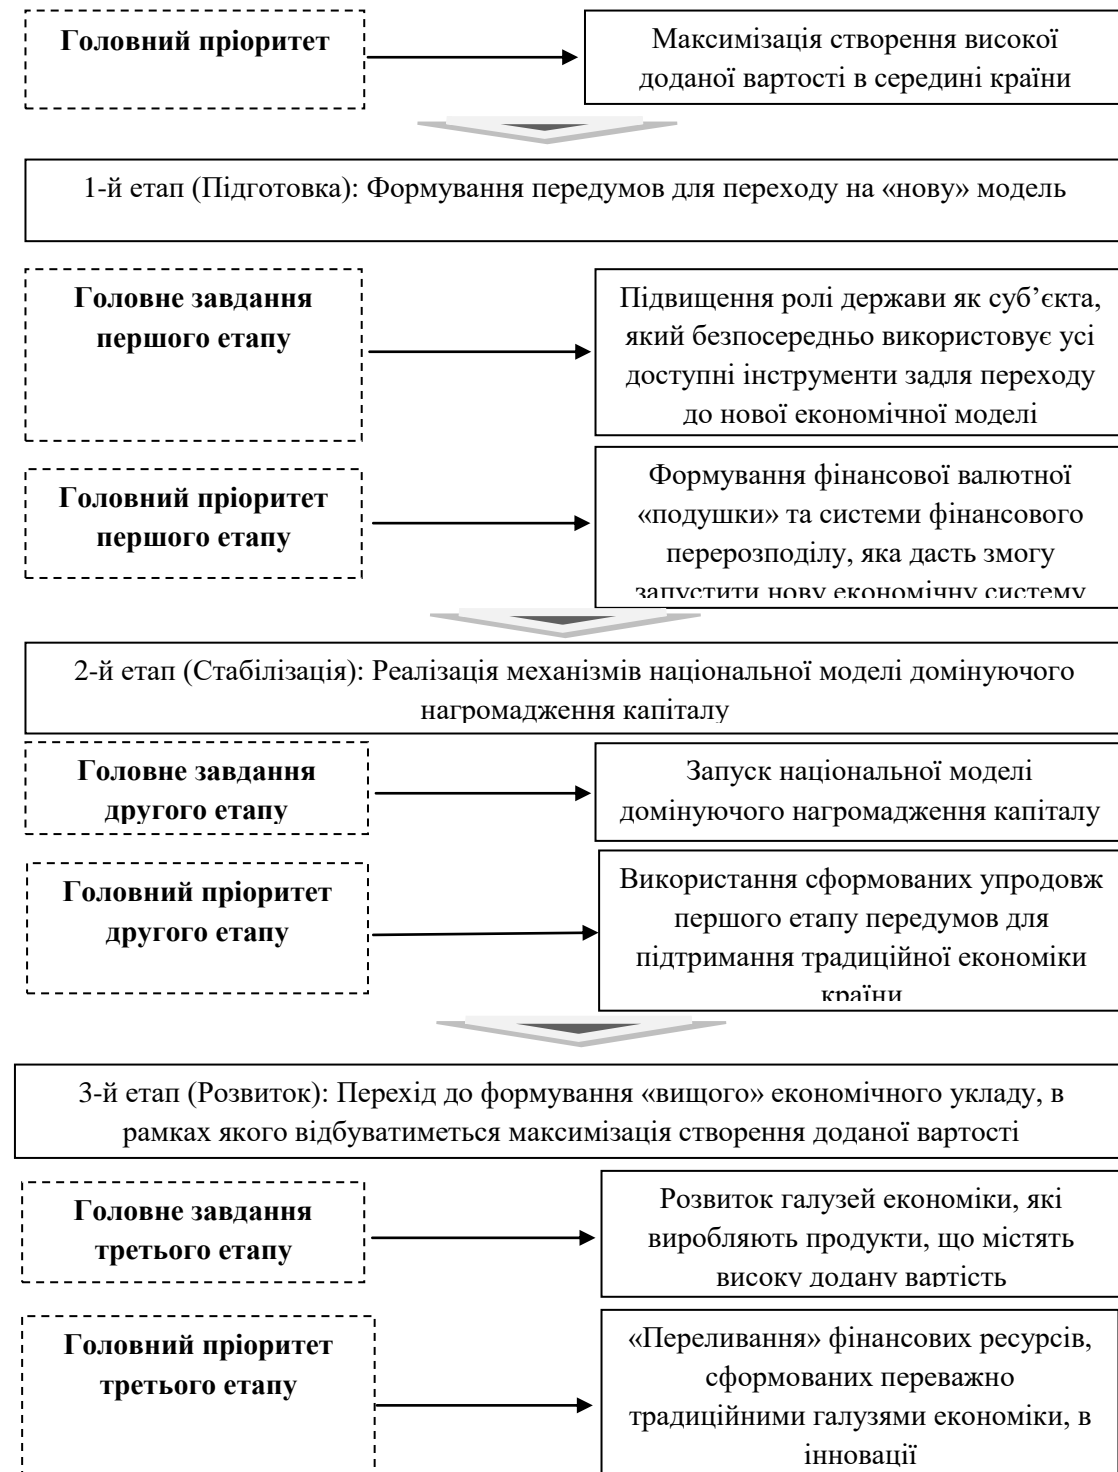 Головний пріоритет
Максимізація створення високої
доданої вартості в середині країни
1-й етап (Підготовка): Формування передумов для переходу на «нову» модель
Головне завдання
першого етапу
Підвищення ролі держави як суб’єкта,
який безпосередньо використовує усі
доступні інструменти задля переходу
до нової економічної моделі
Головний пріоритет
першого етапу
Формування фінансової валютної
«подушки» та системи фінансового
перерозподілу, яка дасть змогу
запустити нову економічну систему
2-й етап (Стабілізація): Реалізація механізмів національної моделі домінуючого
нагромадження капіталу
Головне завдання
другого етапу
Запуск національної моделі
домінуючого нагромадження капіталу
Головний пріоритет
другого етапу
Використання сформованих упродовж
першого етапу передумов для
підтримання традиційної економіки
країни
3-й етап (Розвиток): Перехід до формування «вищого» економічного укладу, в
рамках якого відбуватиметься максимізація створення доданої вартості
Головне завдання
третього етапу
Розвиток галузей економіки, які
виробляють продукти, що містять
високу додану вартість
Головний пріоритет
третього етапу
«Переливання» фінансових ресурсів,
сформованих переважно
традиційними галузями економіки, в
інновації